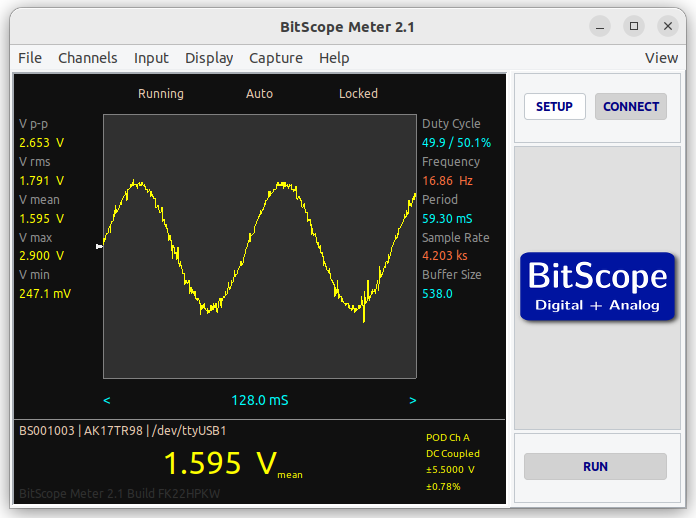 BitScope Meter 2.1
File Channels Input Display Capture Help View
Running Auto Locked
V p-p
2.653 V
V rms
1.791 V
V mean
1.595 V
V max
2.900 V
V min
247.1 mV
Duty Cycle
49.9 / 50.1%
Frequency
16.86 Hz
Period
59.30 mS
Sample Rate
4.203 ks
Buffer Size
538.0
< 128.0 mS >
BS001003 | AK17TR98 | /dev/ttyUSB1
1.595 V mean
BitScope Meter 2.1 Build FK22HPKW
POD Ch A
DC Coupled
±5.5000 V
±0.78%
SETUP CONNECT
BitScope
Digital + Analog
RUN